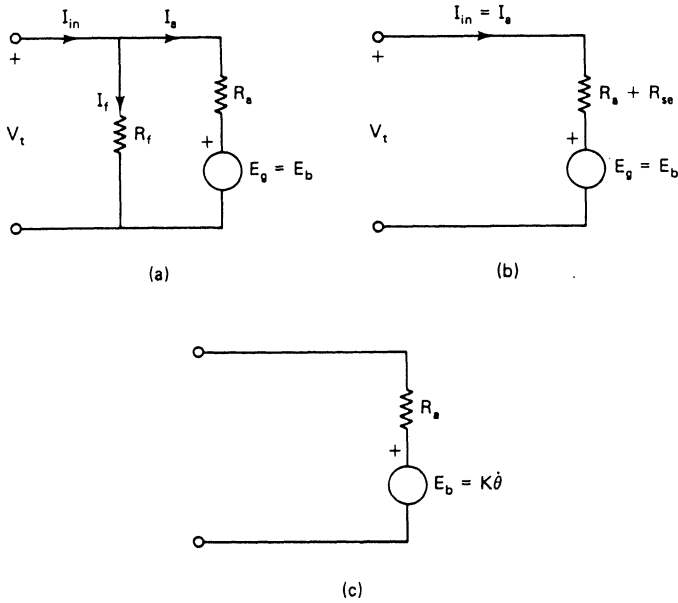 I_in I_a
+
I_f
R_a
V_t
R_f
+
E_g = E_b
(a)
I_in = I_a
+
R_a + R_se
V_t
+
E_g = E_b
(b)
R_a
+
E_b = Kθ̇
(c)